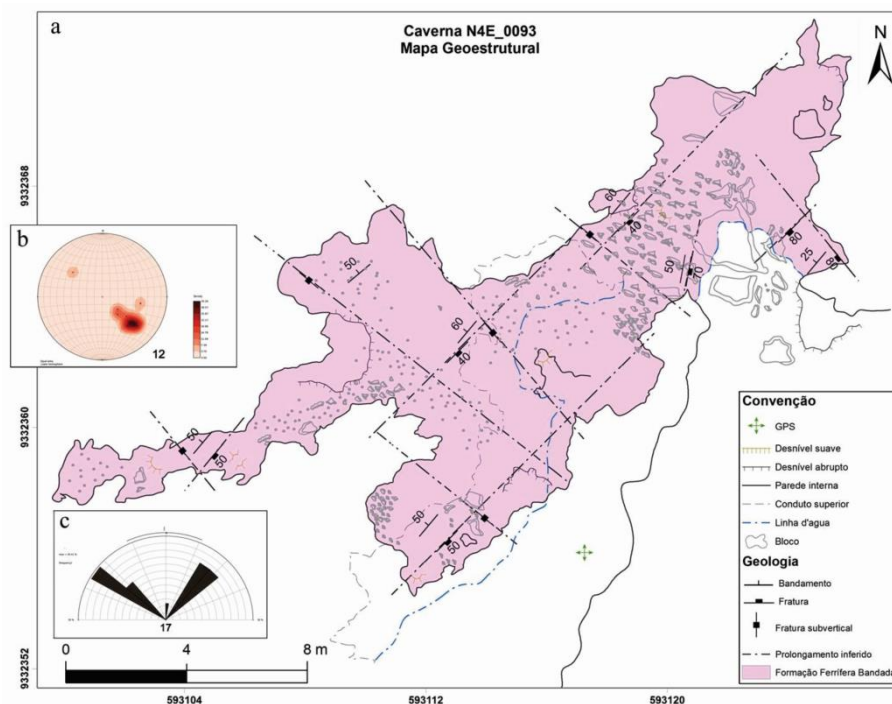 a
Caverna N4E_0093
Mapa Geoestrutural
N
9332368
9332360
9332352
b
12
c
17
0
4
8 m
593104
593112
593120
60
40
50
70
80
25
80
50
60
40
50
50
50
50
Convenção
GPS
Desnível suave
Desnível abrupto
Parede interna
Conduto superior
Linha d'agua
Bloco
Geologia
Bandamento
Fratura
Fratura subvertical
Prolongamento inferido
Formação Ferrífera Bandada